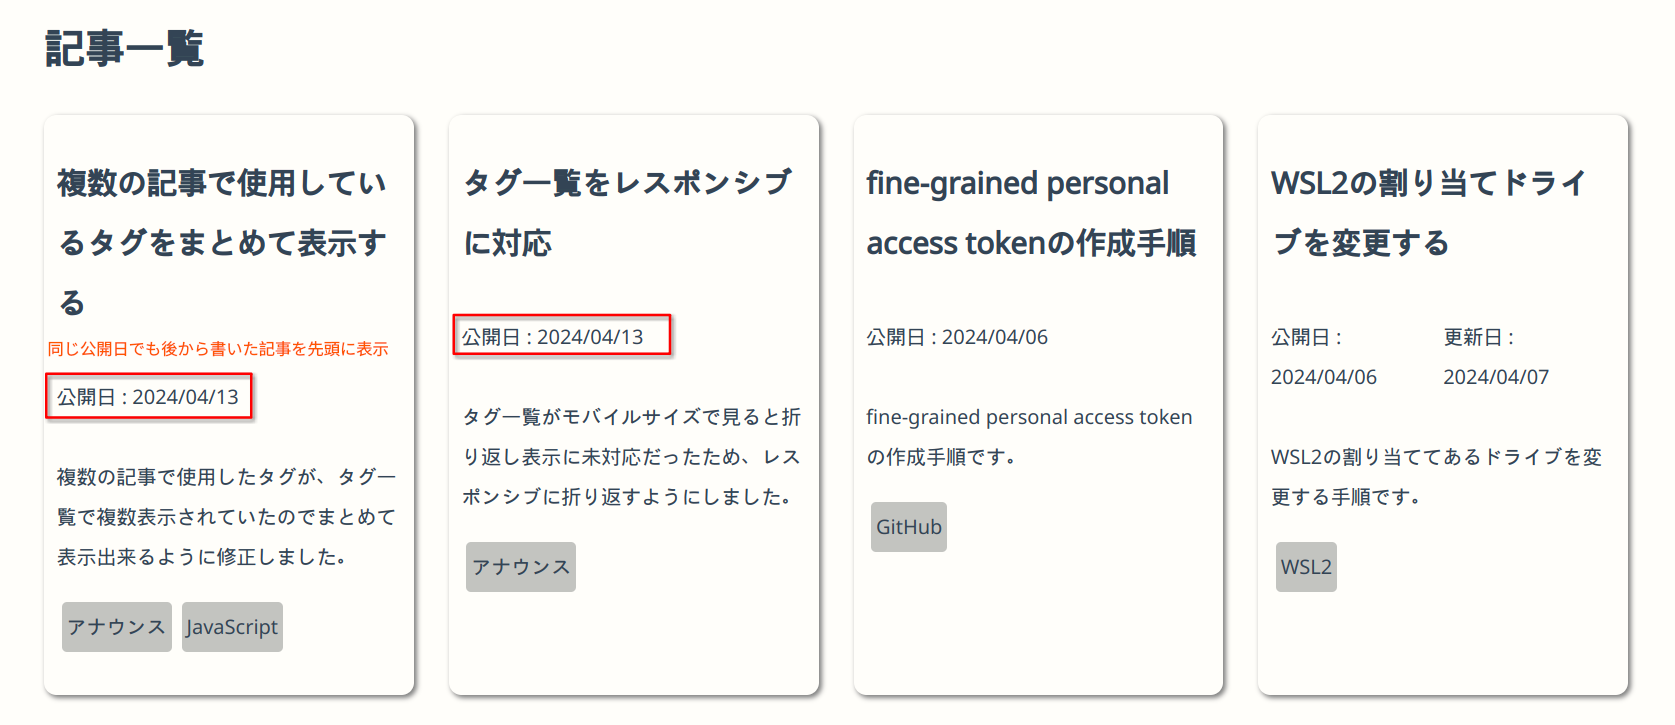 記事一覧
複数の記事で使用してい
るタグをまとめて表示す
る
同じ公開日でも後から書いた記事を先頭に表示
公開日 : 2024/04/13
複数の記事で使用したタグが、タグ一
覧で複数表示されていたのでまとめて
表示出来るように修正しました。
アナウンス JavaScript
タグ一覧をレスポンシブ
に対応
公開日 : 2024/04/13
タグ一覧がモバイルサイズで見ると折
り返し表示に未対応だったため、レス
ポンシブに折り返すようにしました。
アナウンス
fine-grained personal
access tokenの作成手順
公開日 : 2024/04/06
fine-grained personal access token
の作成手順です。
GitHub
WSL2の割り当てドライ
ブを変更する
公開日 :
2024/04/06
更新日 :
2024/04/07
WSL2の割り当ててあるドライブを変
更する手順です。
WSL2